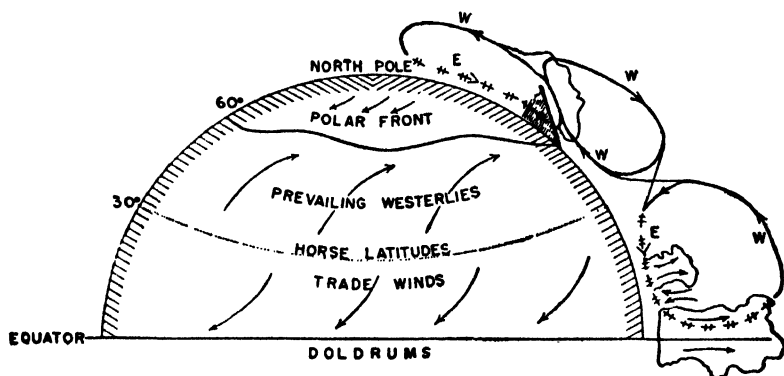 W
E
NORTH POLE
W
60°
POLAR FRONT
W
PREVAILING WESTERLIES
30°
W
E
HORSE LATITUDES
TRADE WINDS
EQUATOR
DOLDRUMS